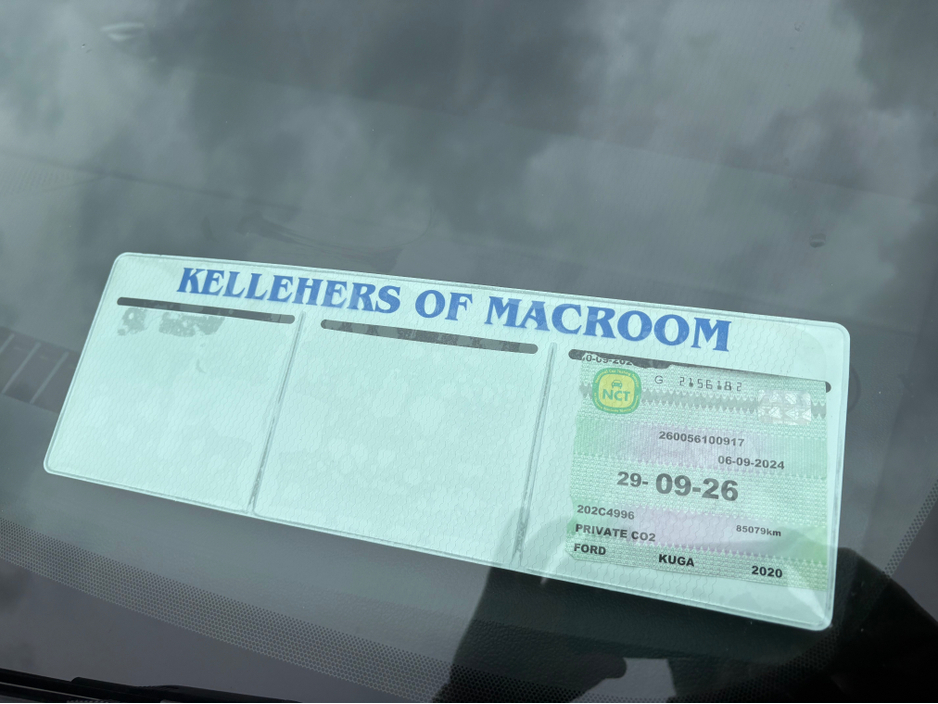 KELLEHERS OF MACROOM
G 2156182
NCT
260056100917
06-09-2024
29-09-26
202C4996
85079km
PRIVATE CO2
FORD KUGA 2020